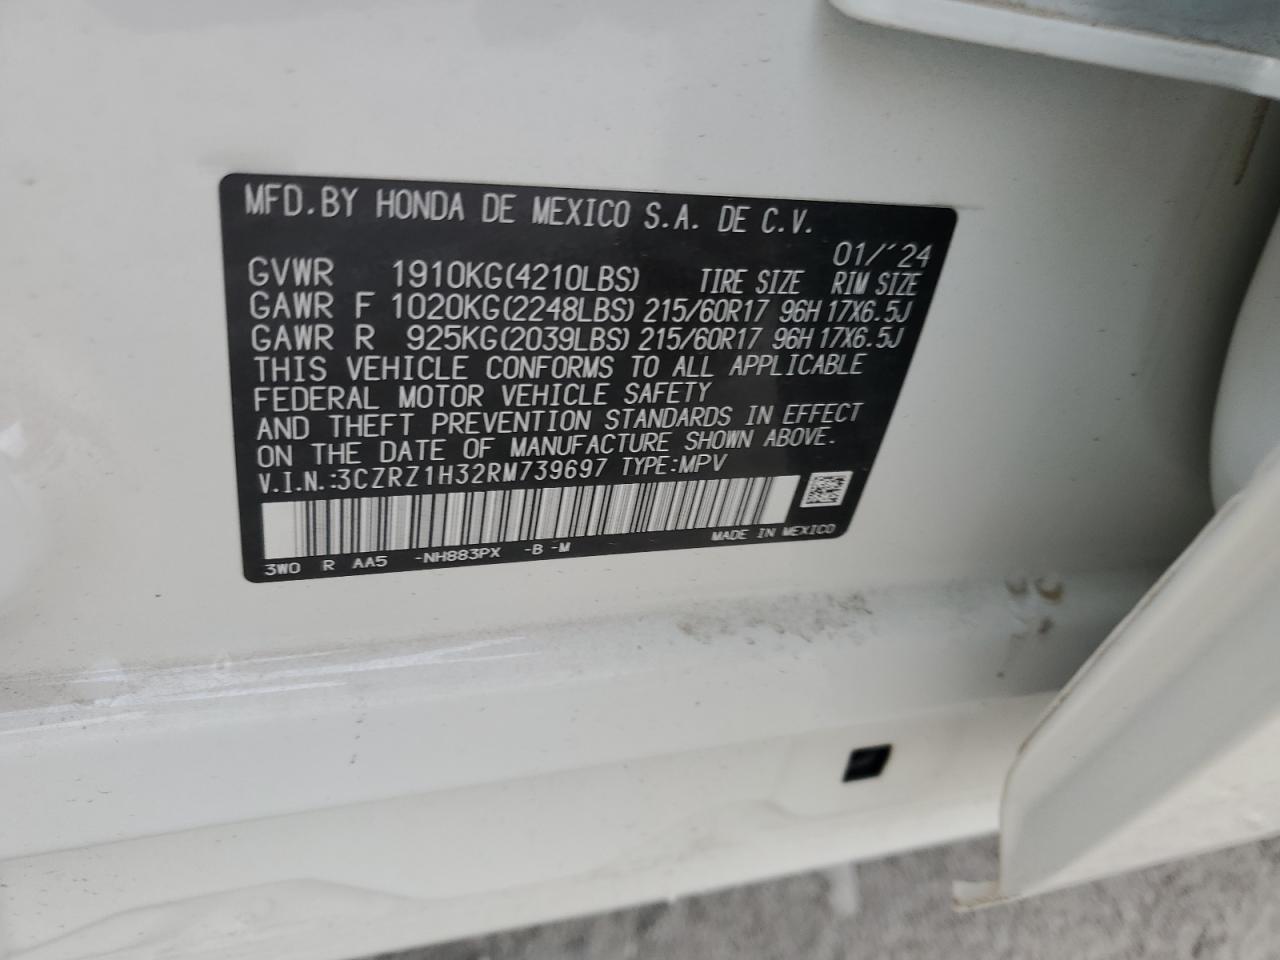 MFD.BY HONDA DE MEXICO S.A. DE C.V.
01/'24
GVWR 1910KG(4210LBS) TIRE SIZE RIM SIZE
GAWR F 1020KG(2248LBS) 215/60R17 96H 17X6.5J
GAWR R 925KG(2039LBS) 215/60R17 96H 17X6.5J
THIS VEHICLE CONFORMS TO ALL APPLICABLE
FEDERAL MOTOR VEHICLE SAFETY
AND THEFT PREVENTION STANDARDS IN EFFECT
ON THE DATE OF MANUFACTURE SHOWN ABOVE.
V.I.N.:3CZRZ1H32RM739697 TYPE:MPV
MADE IN MEXICO
3W0 R AA5 -NH883PX -B -M